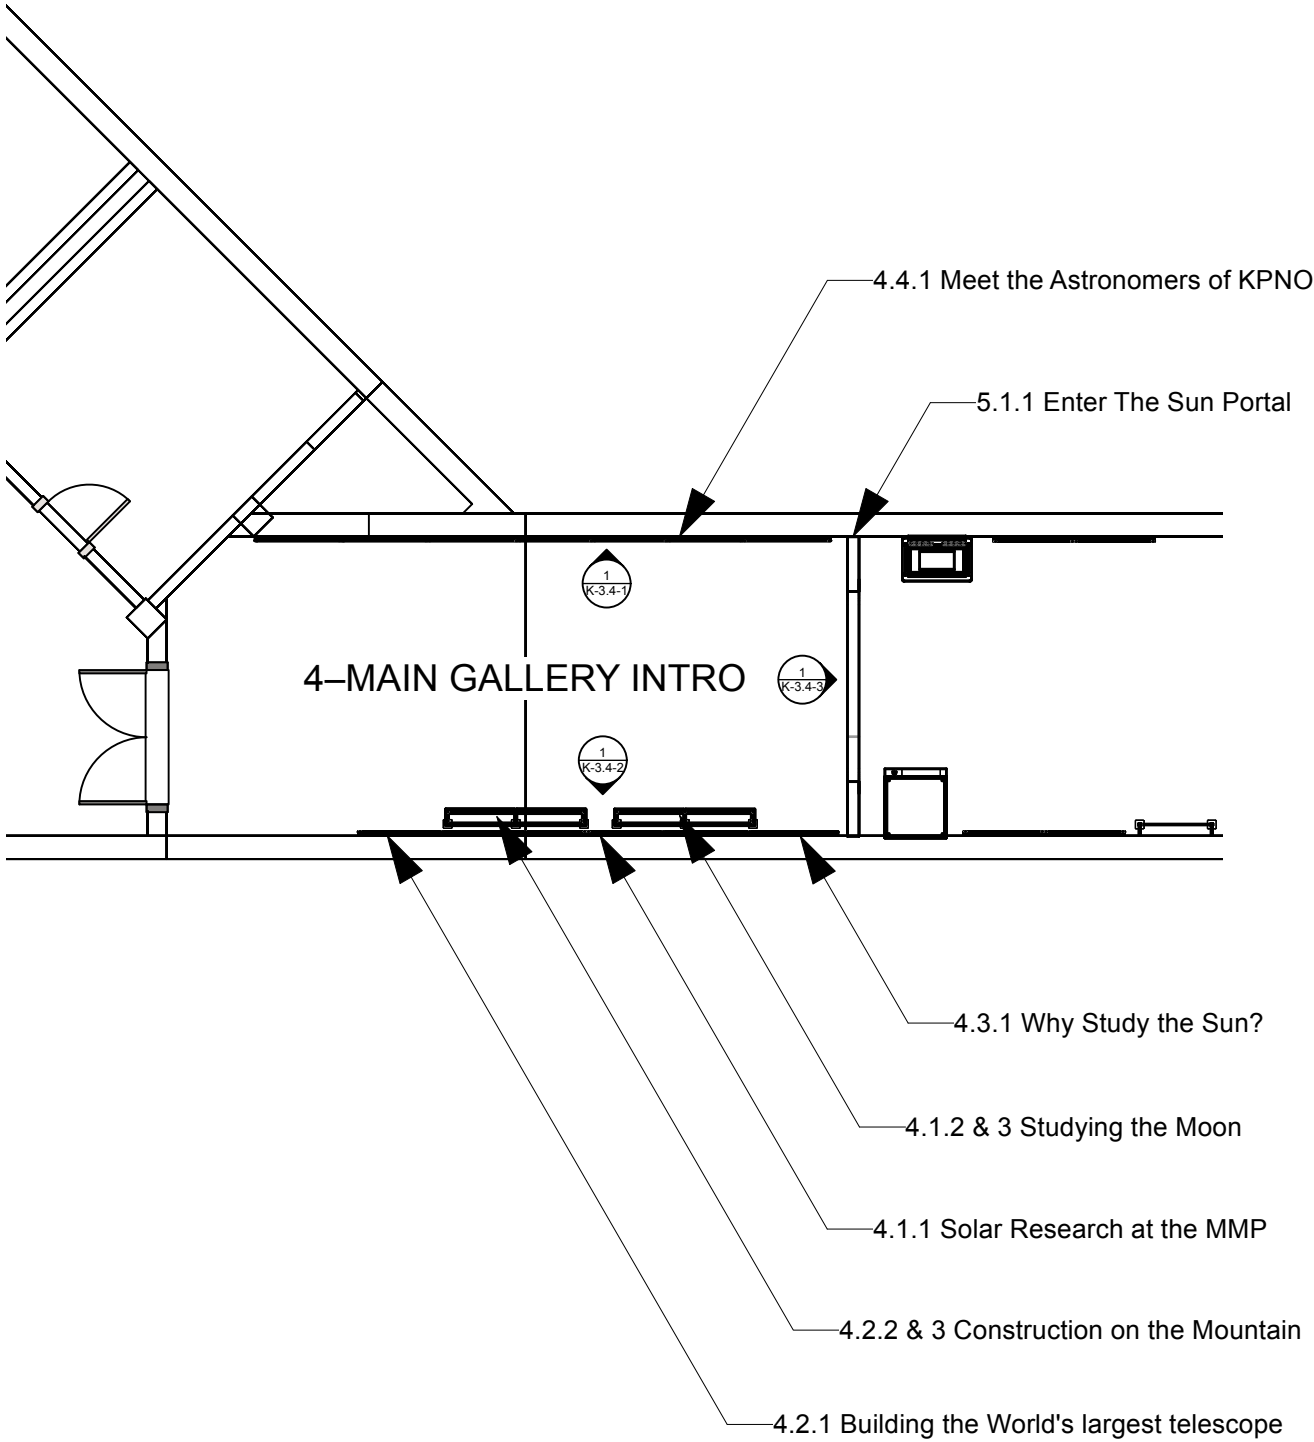 4.4.1 Meet the Astronomers of KPNO
5.1.1 Enter The Sun Portal
1
K-3.4-1
4–MAIN GALLERY INTRO
1
K-3.4-3
1
K-3.4-2
4.3.1 Why Study the Sun?
4.1.2 & 3 Studying the Moon
4.1.1 Solar Research at the MMP
4.2.2 & 3 Construction on the Mountain
4.2.1 Building the World's largest telescope